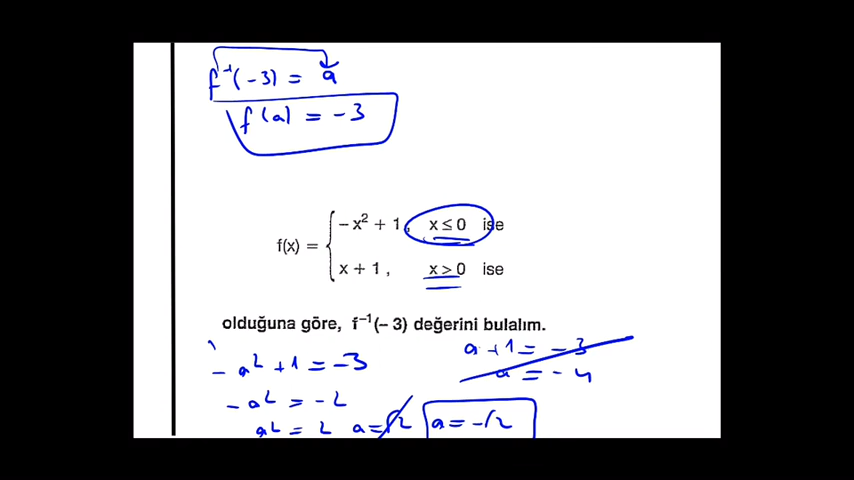 f⁻¹(-3) = a
f(a) = -3
f(x) = { -x² + 1, x ≤ 0 ise
x + 1, x > 0 ise
olduğuna göre, f⁻¹(-3) değerini bulalım.
-a² + 1 = -3
a + 1 = -3
a = -4
-a² = -2
a² = 2 a = √2 a = -√2